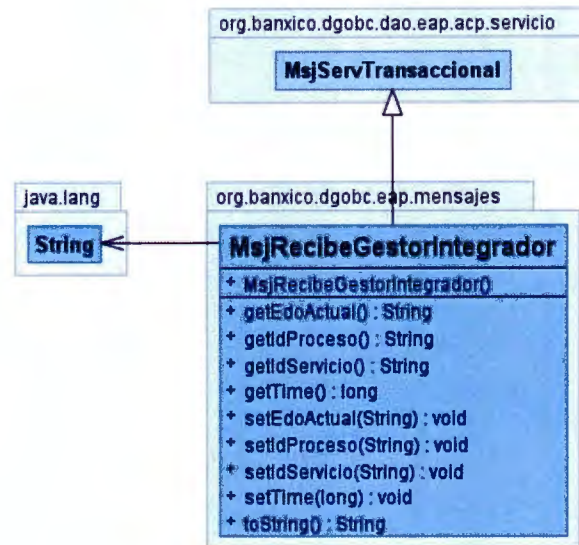 org.banxico.dgobc.dao.eap.acp.servicio
MsjServTransaccional
java.lang
String
org.banxico.dgobc.eap.mensajes
MsjRecibeGestorIntegrador
+ MsjRecibeGestorIntegrador()
+ getEdoActual() : String
+ getIdProceso() : String
+ getIdServicio() : String
+ getTime() : long
+ setEdoActual(String) : void
+ setIdProceso(String) : void
+ setIdServicio(String) : void
+ setTime(long) : void
+ toString() : String